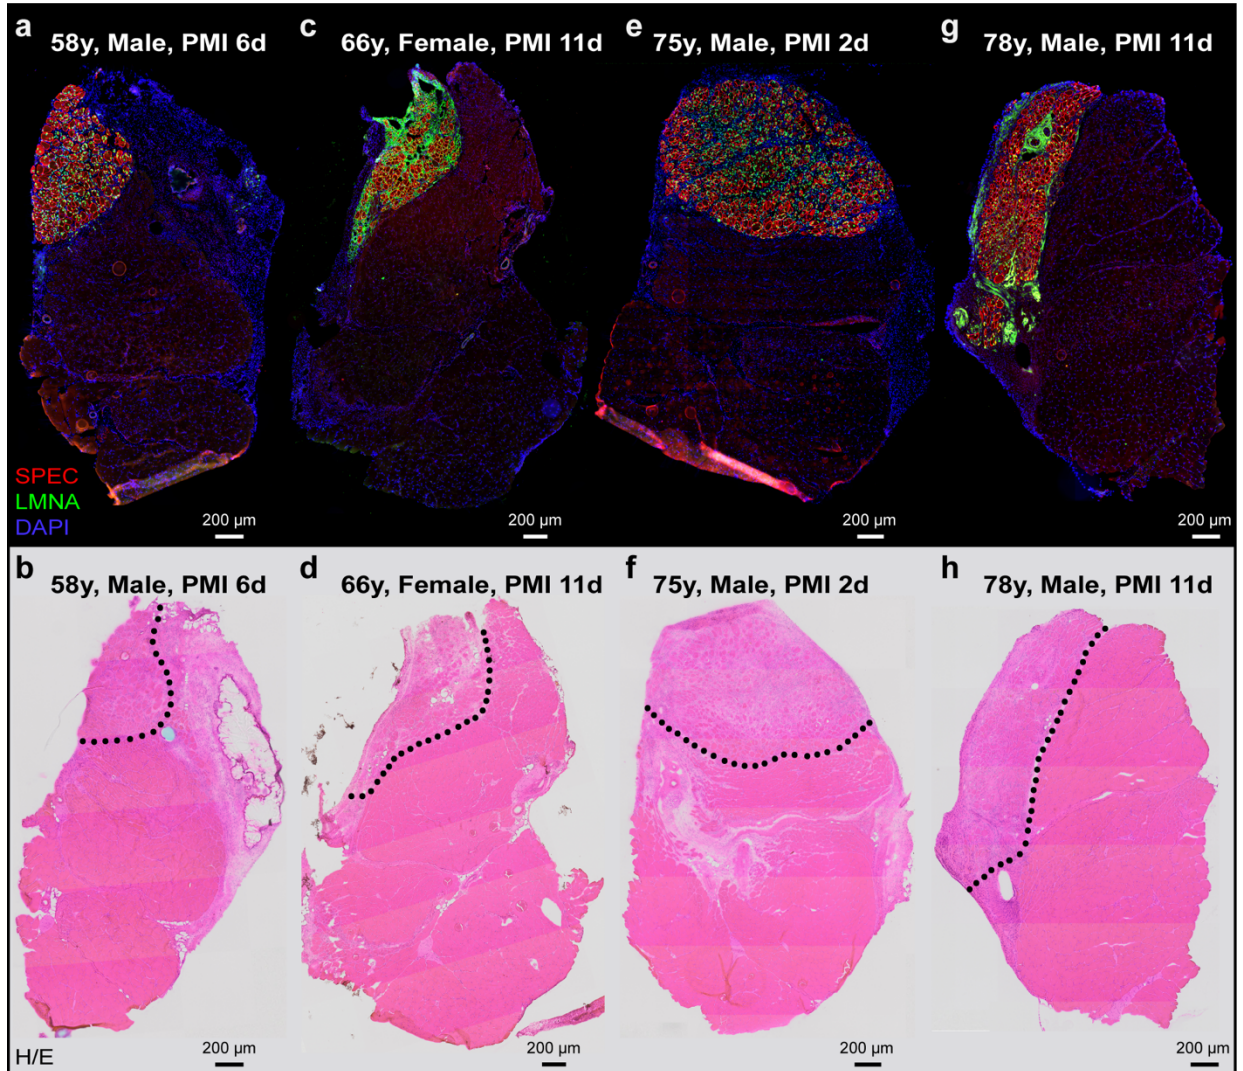 a 58y, Male, PMI 6d
c 66y, Female, PMI 11d
e 75y, Male, PMI 2d
g 78y, Male, PMI 11d
SPEC
LMNA
DAPI
200 µm
200 µm
200 µm
200 µm
b 58y, Male, PMI 6d
d 66y, Female, PMI 11d
f 75y, Male, PMI 2d
h 78y, Male, PMI 11d
H/E
200 µm
200 µm
200 µm
200 µm